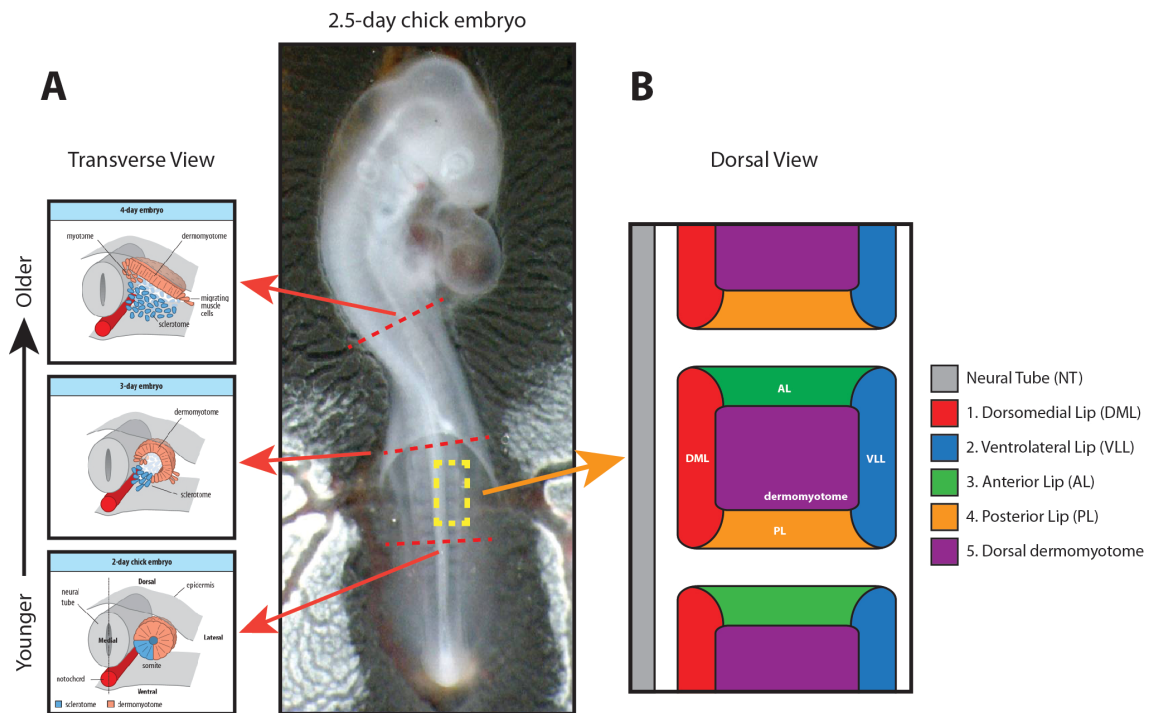 2.5-day chick embryo
A
B
Transverse View
Dorsal View
Older
Younger
4-day embryo
myotome
dermomyotome
migrating
muscle
cells
sclerotome
3-day embryo
dermomyotome
sclerotome
2-day chick embryo
neural
tube
Dorsal
epicermis
Medial
Lateral
somite
notochord
Ventral
sclerotome
dermomyotome
AL
DML
VLL
dermomyotome
PL
Neural Tube (NT)
1. Dorsomedial Lip (DML)
2. Ventrolateral Lip (VLL)
3. Anterior Lip (AL)
4. Posterior Lip (PL)
5. Dorsal dermomyotome